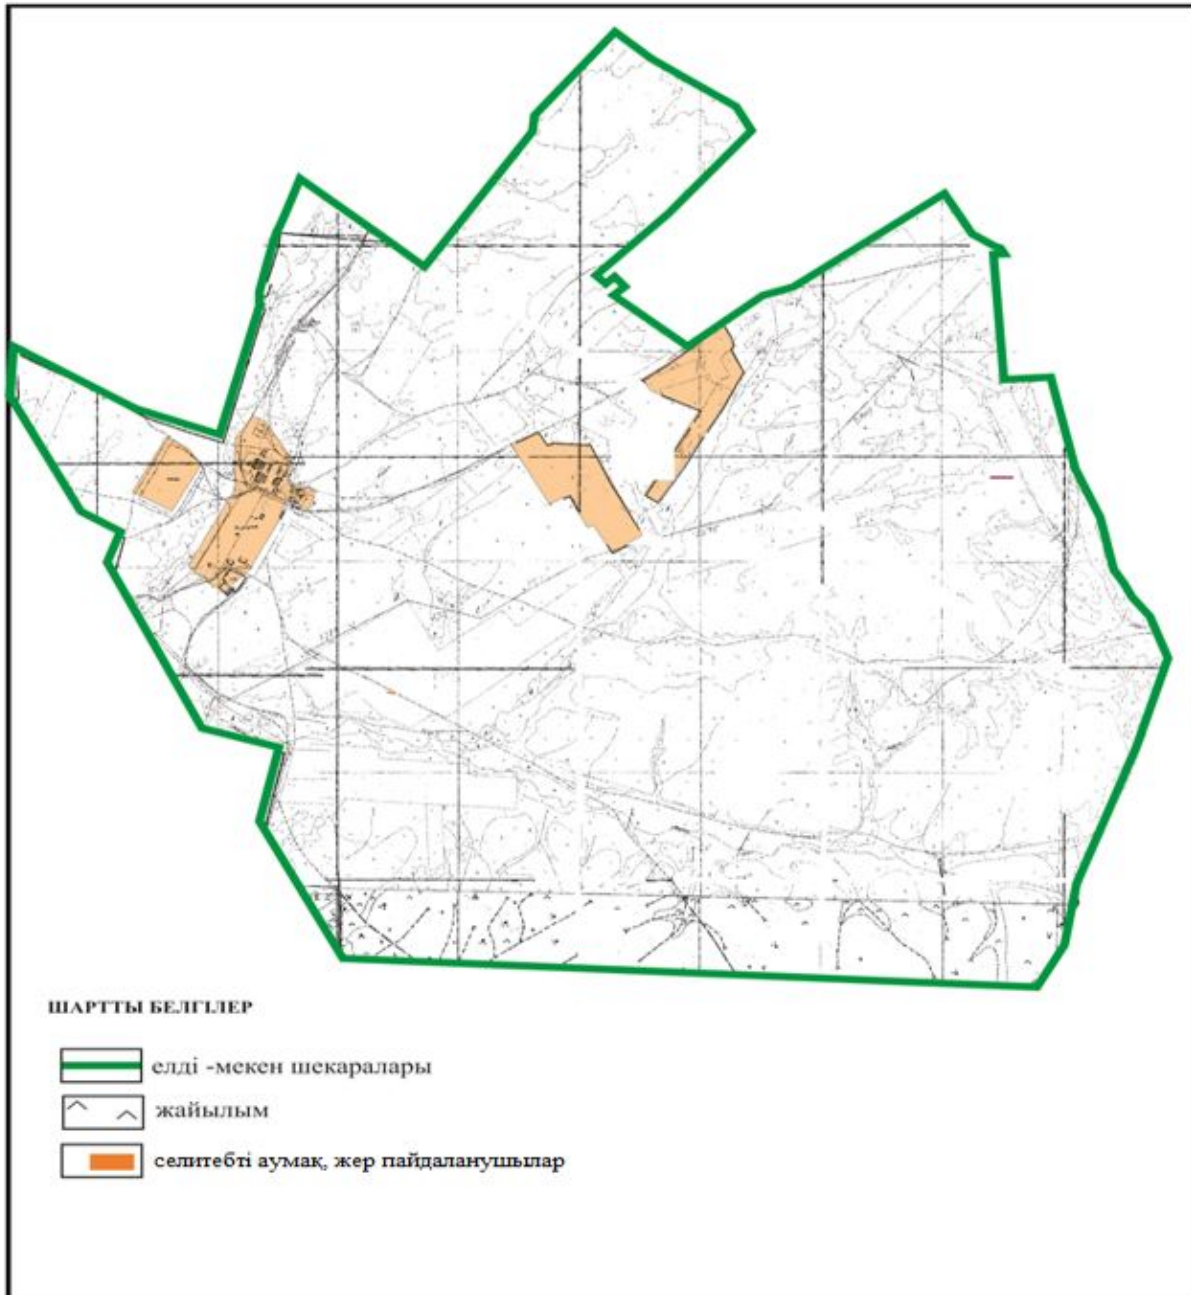 ШАРТТЫ БЕЛГІЛЕР
елді -мекен шекаралары
жайылым
селитебті аумақ, жер пайдаланушылар